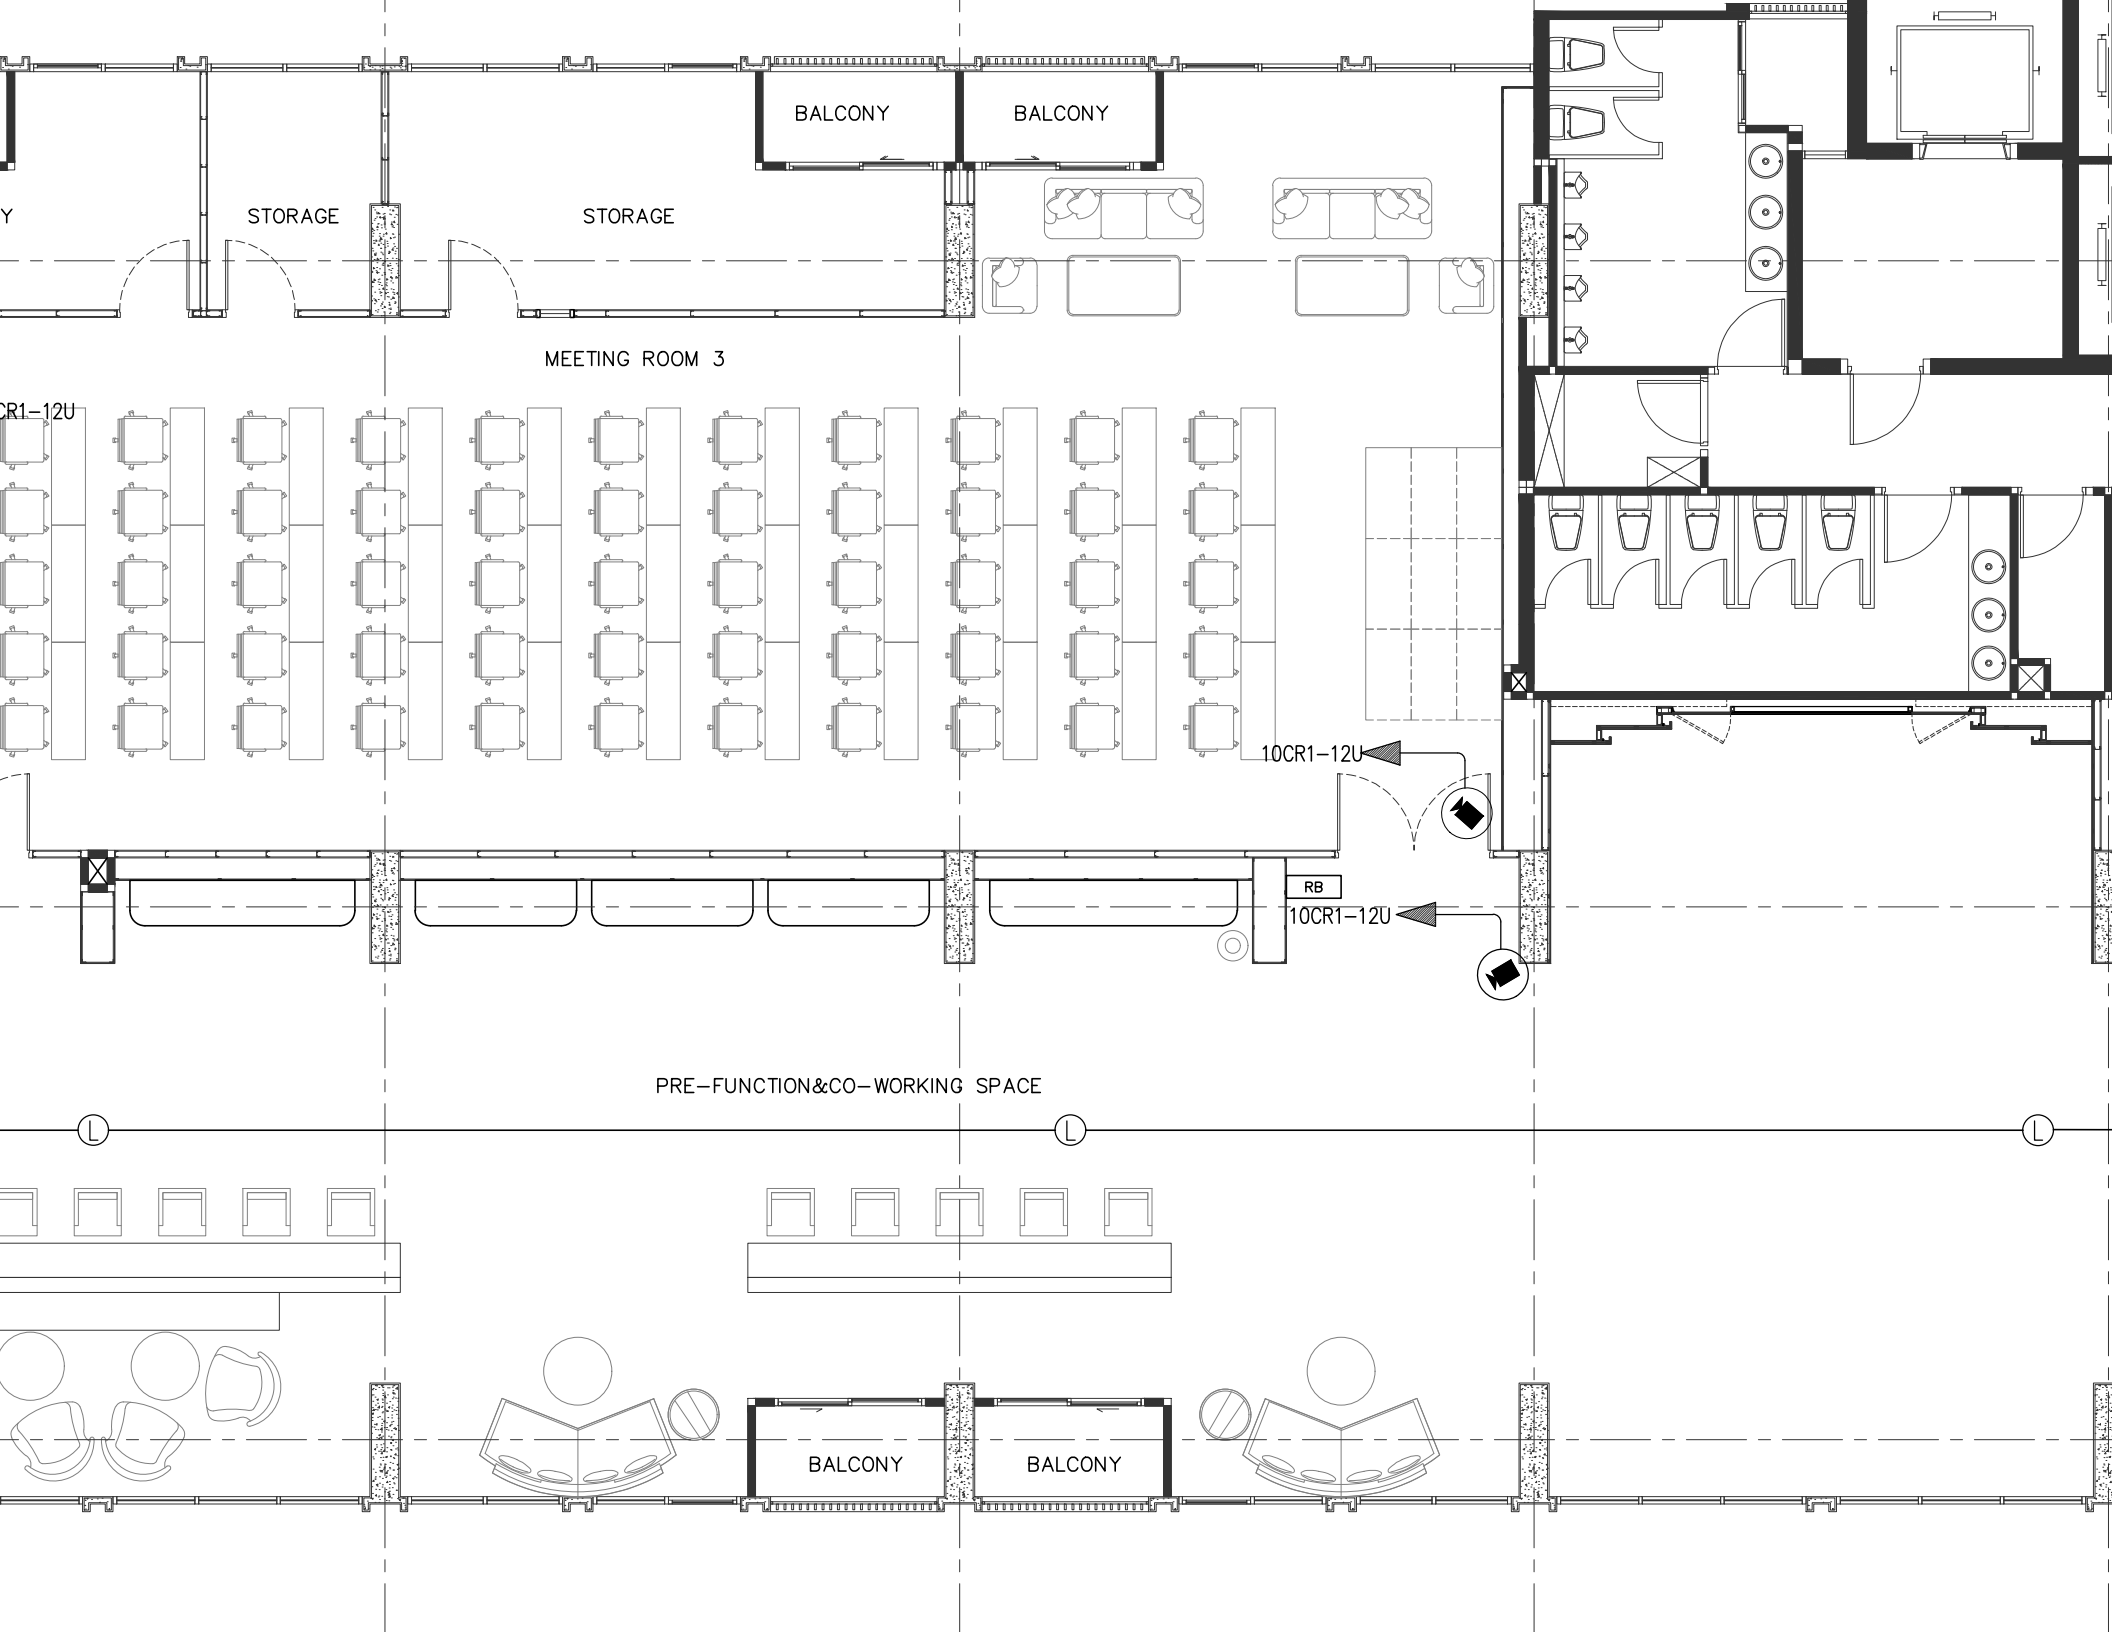 BALCONY
BALCONY
Y
STORAGE
STORAGE
MEETING ROOM 3
CR1-12U
10CR1-12U
RB
10CR1-12U
PRE-FUNCTION&CO-WORKING SPACE
L
L
L
BALCONY
BALCONY